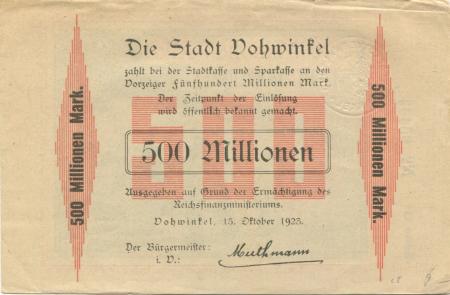 Die Stadt Vohwinkel
zahlt bei der Stadtkasse und Sparkasse an den
Vorzeiger Fünfhundert Millionen Mark.
Der Zeitpunkt der Einlösung
wird öffentlich bekannt gemacht.
500
500 Millionen
Ausgegeben auf Grund der Ermächtigung des
Reichsfinanzministeriums.
Vohwinkel, 15. Oktober 1923.
Der Bürgermeister:
i. V.: Muthmann
500 Millionen Mark.
500 Millionen Mark.